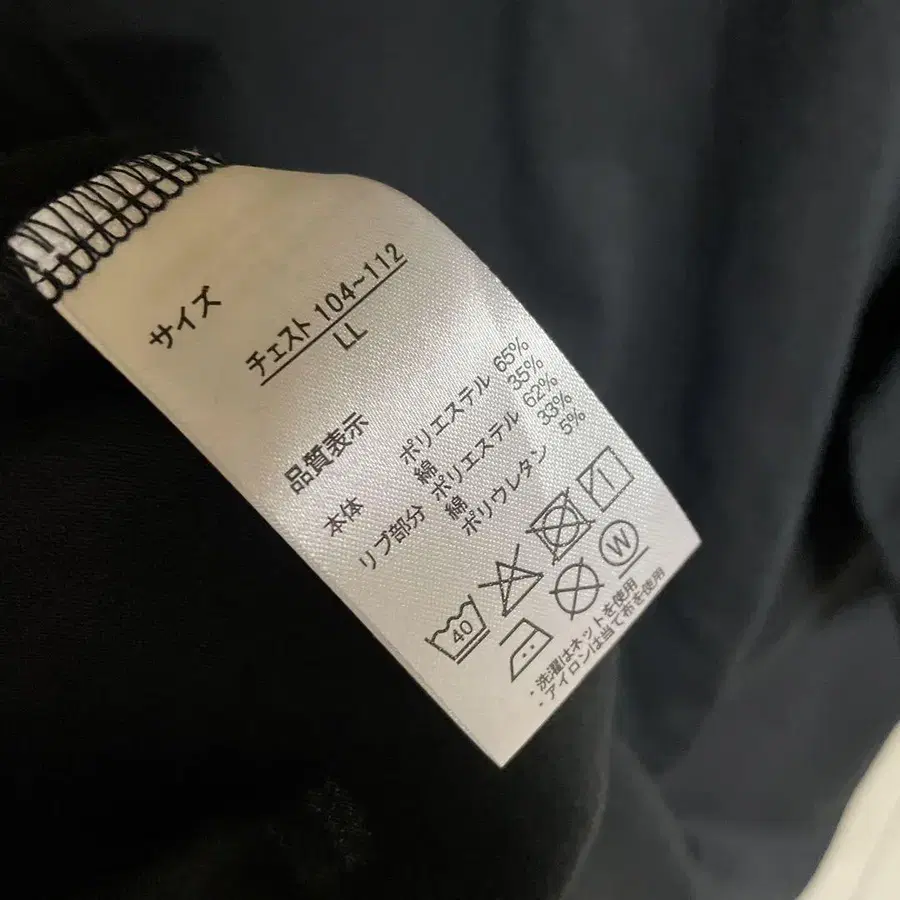 サイズ
チェスト 104~112
LL
品質表示
本体 ポリエステル 65%
綿 35%
リブ部分 ポリエステル 62%
綿 33%
ポリウレタン 5%
40
W
・洗濯はネットを使用
・アイロンは当て布を使用